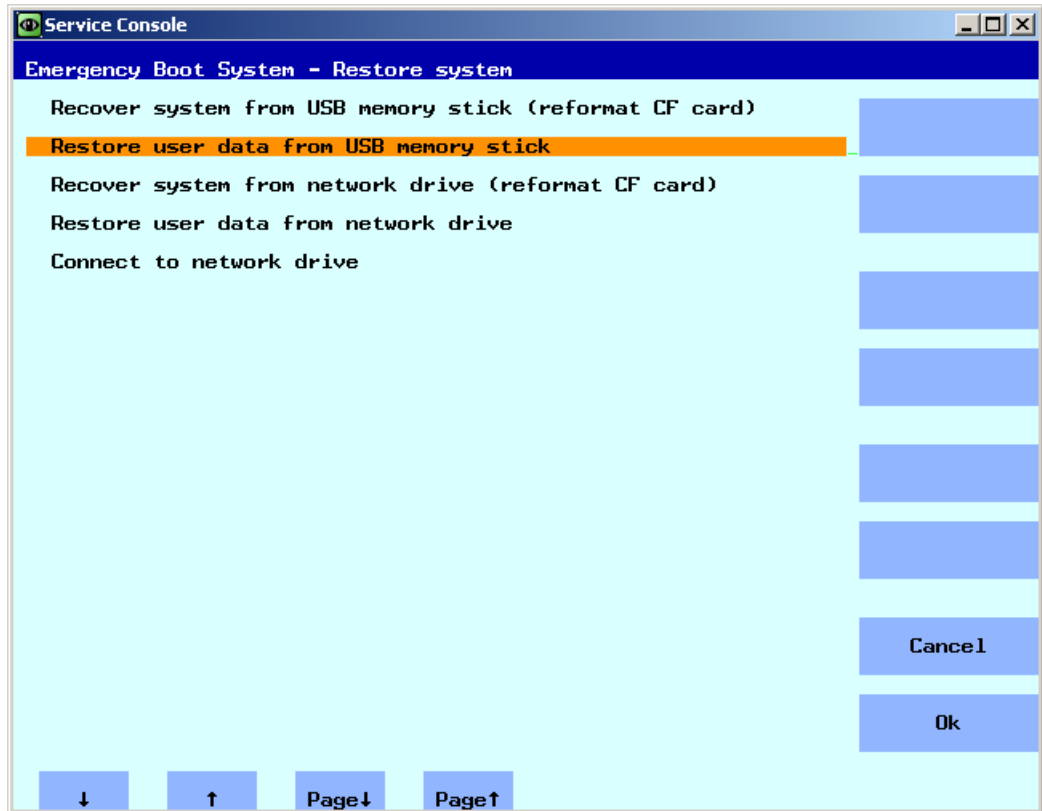 Service Console
Emergency Boot System - Restore system
Recover system from USB memory stick (reformat CF card)
Restore user data from USB memory stick
Recover system from network drive (reformat CF card)
Restore user data from network drive
Connect to network drive
Cancel
Ok
↓ ↑ Page↓ Page↑